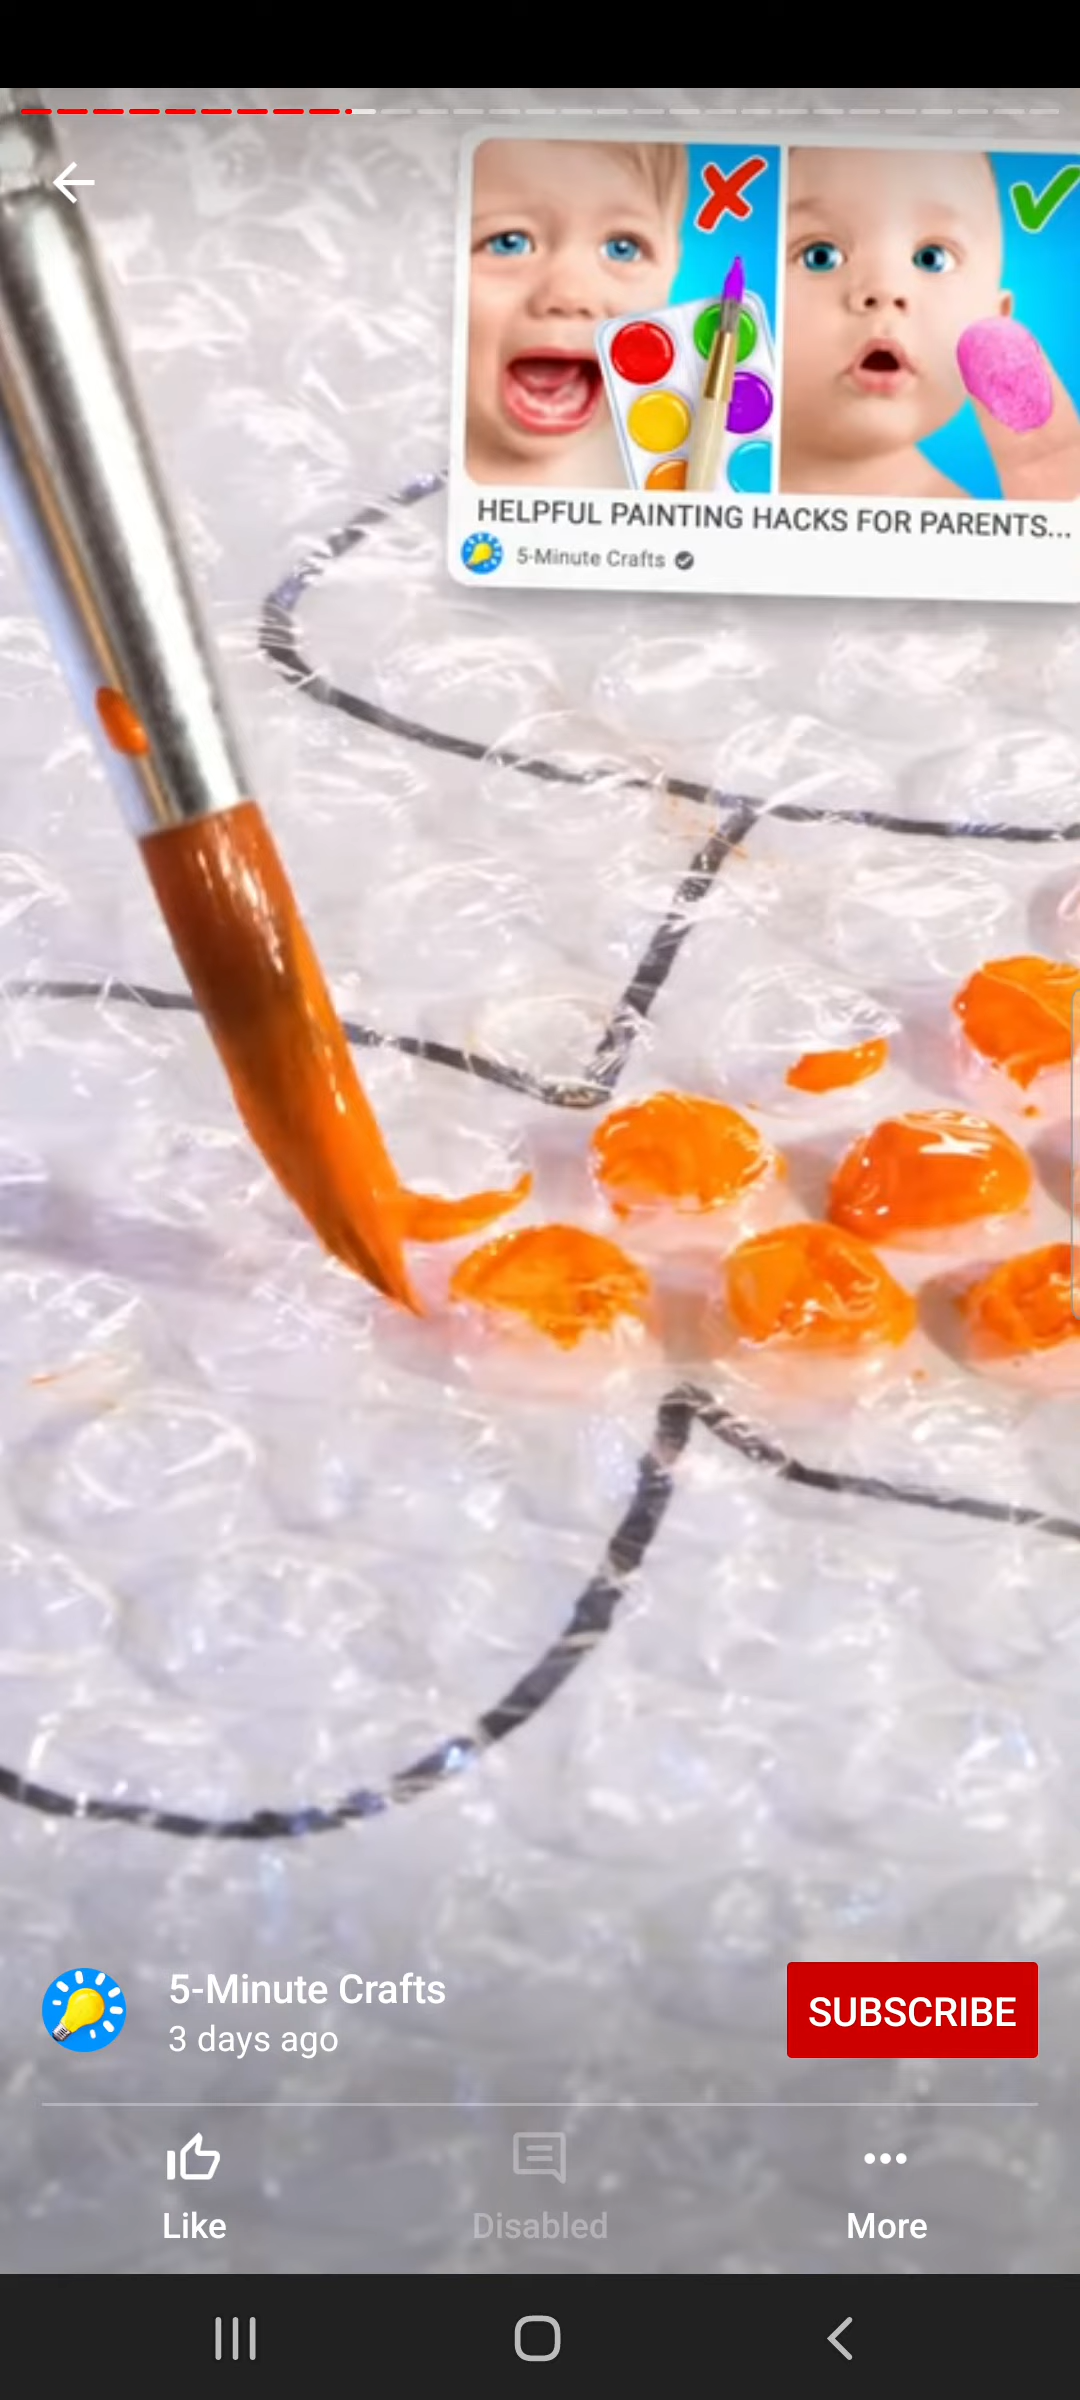 HELPFUL PAINTING HACKS FOR PARENTS...
5-Minute Crafts
5-Minute Crafts
3 days ago
SUBSCRIBE
Like
Disabled
More